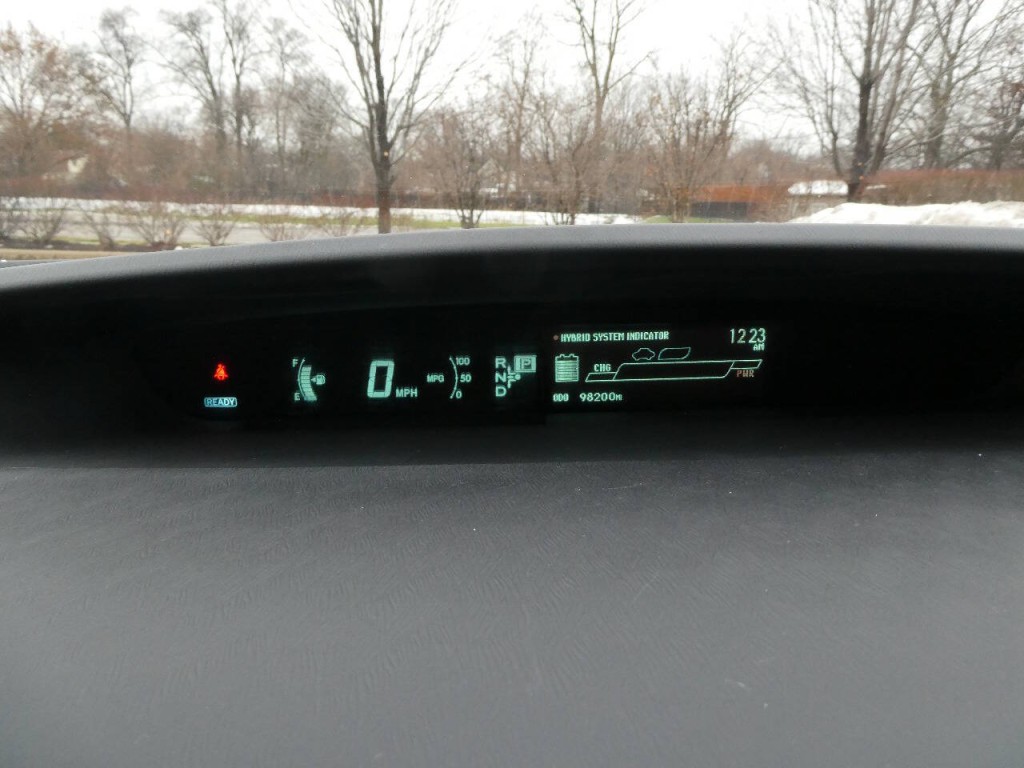 HYBRID SYSTEM INDICATOR
12 23
AM
F
E
0 MPH
MPG
100
50
0
R
N
D
P
CHG
PWR
READY
ODO 98200MI